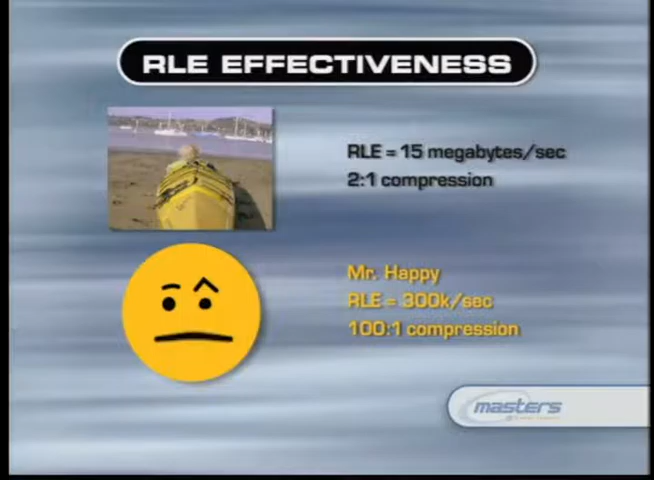 RLE EFFECTIVENESS
RLE = 15 megabytes/sec
2:1 compression
Mr. Happy
RLE = 300k/sec
100:1 compression
masters